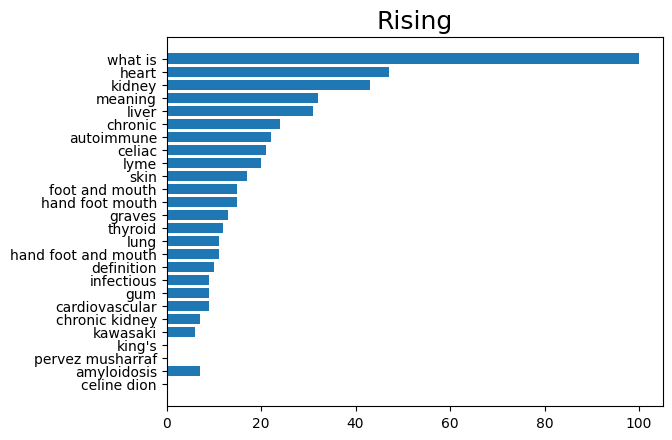 Rising
what is
heart
kidney
meaning
liver
chronic
autoimmune
celiac
lyme
skin
foot and mouth
hand foot mouth
graves
thyroid
lung
hand foot and mouth
definition
infectious
gum
cardiovascular
chronic kidney
kawasaki
king's
pervez musharraf
amyloidosis
celine dion
0 20 40 60 80 100